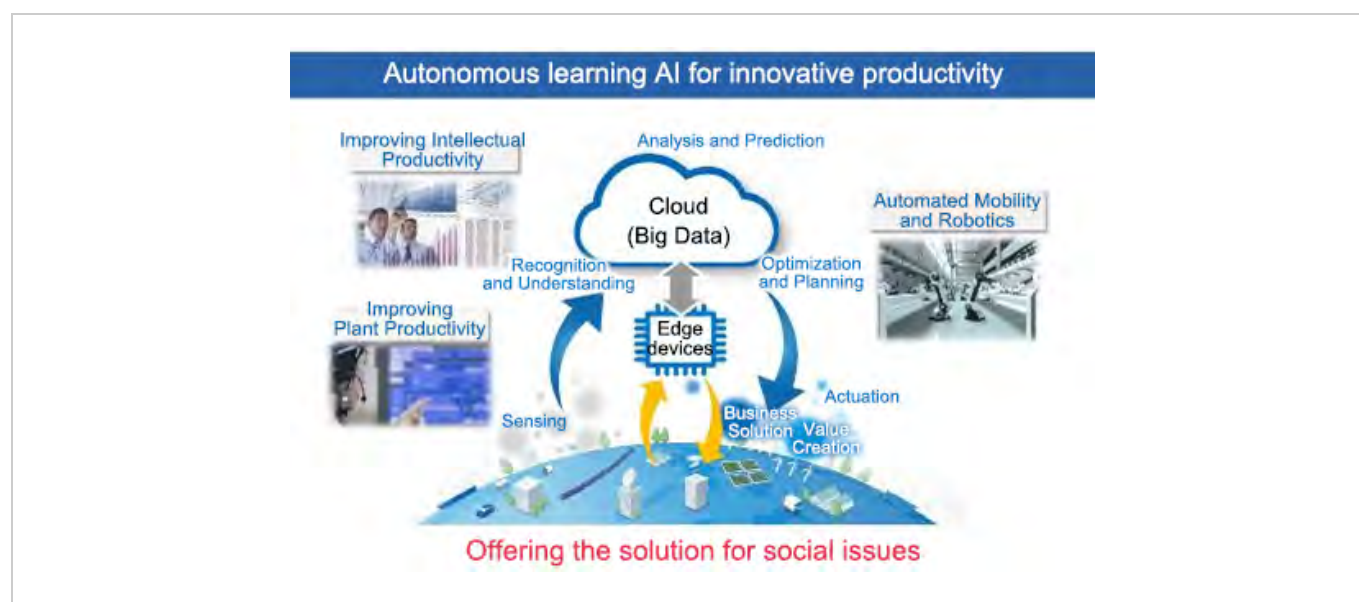 Autonomous learning AI for innovative productivity
Improving Intellectual
Productivity
Analysis and Prediction
Cloud
(Big Data)
Automated Mobility
and Robotics
Recognition
and Understanding
Optimization
and Planning
Improving
Plant Productivity
Edge
devices
Sensing
Actuation
Business
Solution
Value
Creation
Offering the solution for social issues